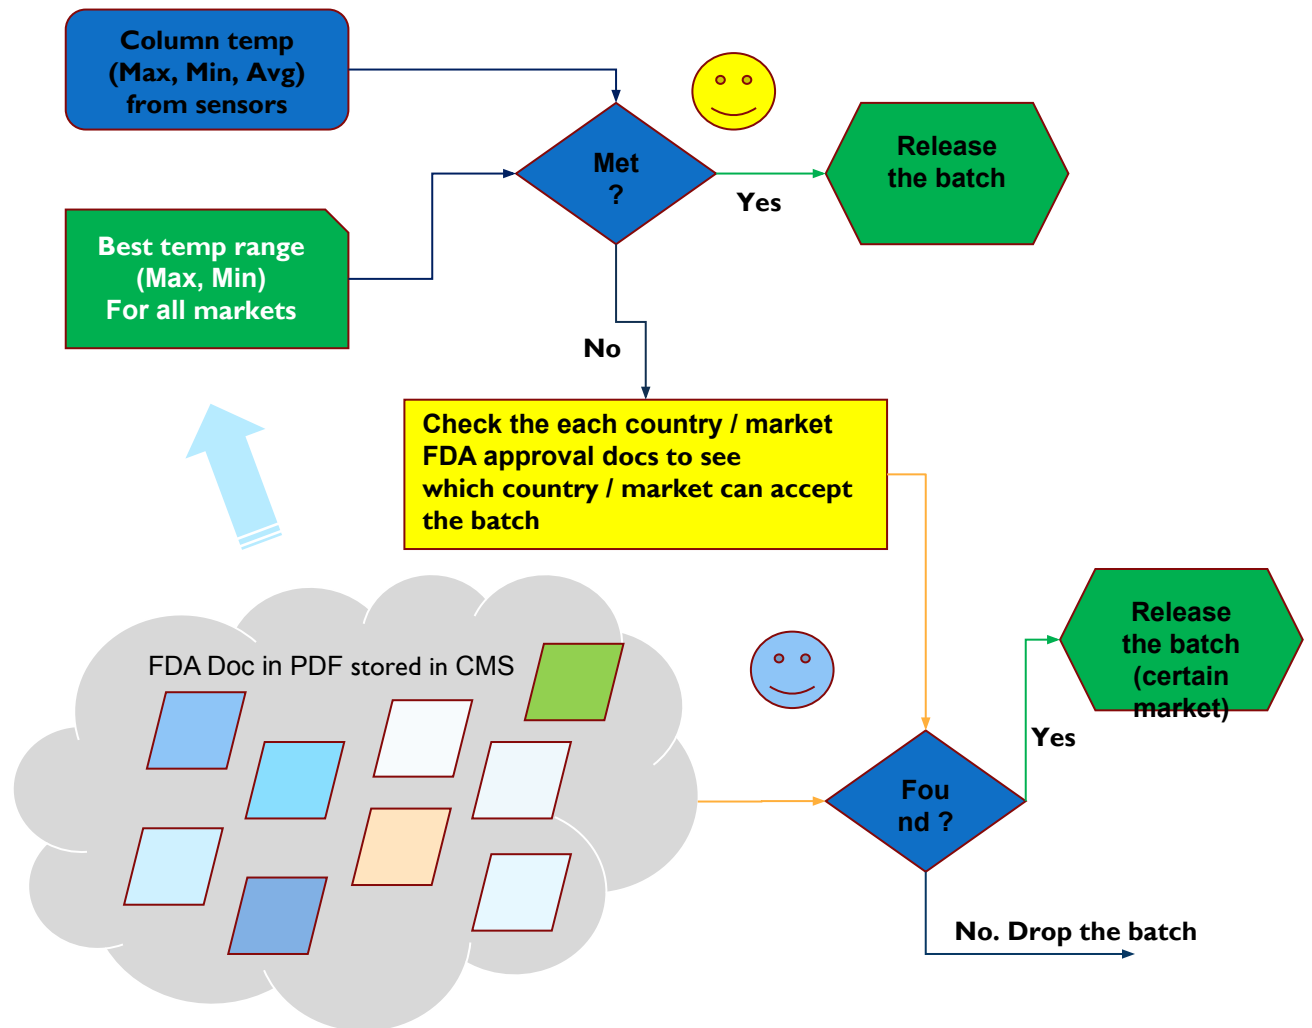 Column temp
(Max, Min, Avg)
from sensors
Met
?
Yes
Release
the batch
Best temp range
(Max, Min)
For all markets
No
Check the each country / market
FDA approval docs to see
which country / market can accept
the batch
FDA Doc in PDF stored in CMS
Release
the batch
(certain
market)
Yes
Fou
nd ?
No. Drop the batch